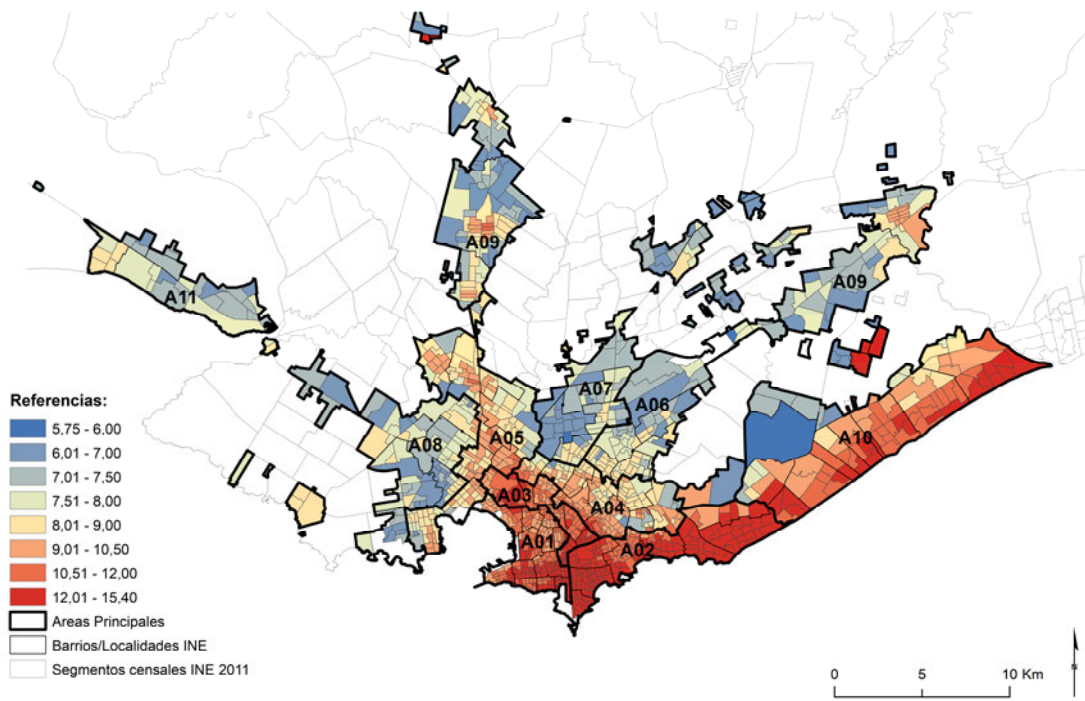 A09
A11
A09
A07
A06
A08
A05
A10
A03
A04
A01
A02
Referencias:
5,75 - 6,00
6,01 - 7,00
7,01 - 7,50
7,51 - 8,00
8,01 - 9,00
9,01 - 10,50
10,51 - 12,00
12,01 - 15,40
Areas Principales
Barrios/Localidades INE
Segmentos censales INE 2011
0 5 10 Km
N